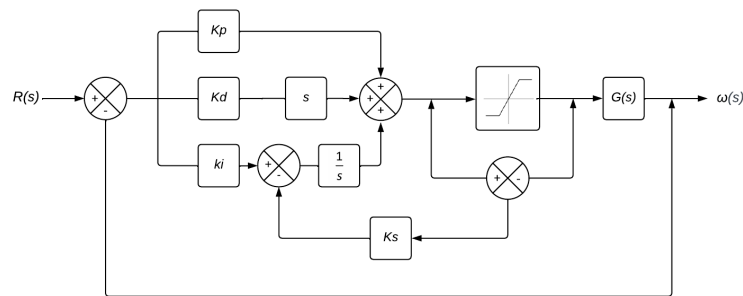 Kp
R(s)
+
-
Kd
s
+
+
+
G(s)
ω(s)
ki
+
-
1
s
+
-
Ks